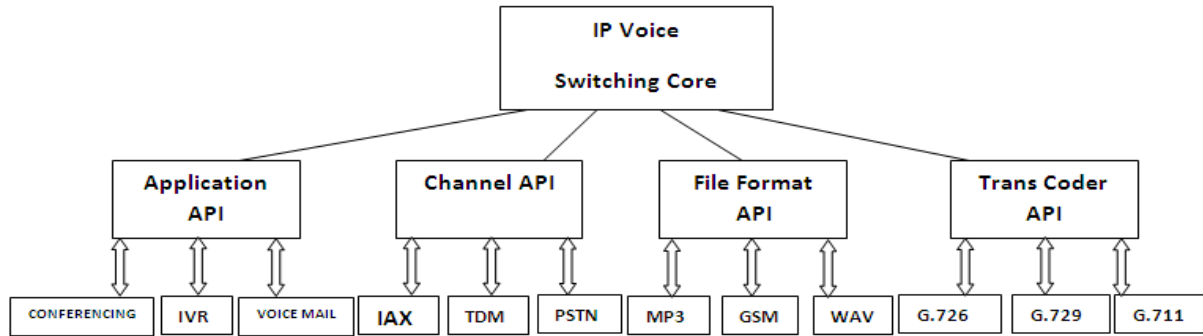 IP Voice
Switching Core
Application
API
Channel API
File Format
API
Trans Coder
API
CONFERENCING
IVR
VOICE MAIL
IAX
TDM
PSTN
MP3
GSM
WAV
G.726
G.729
G.711